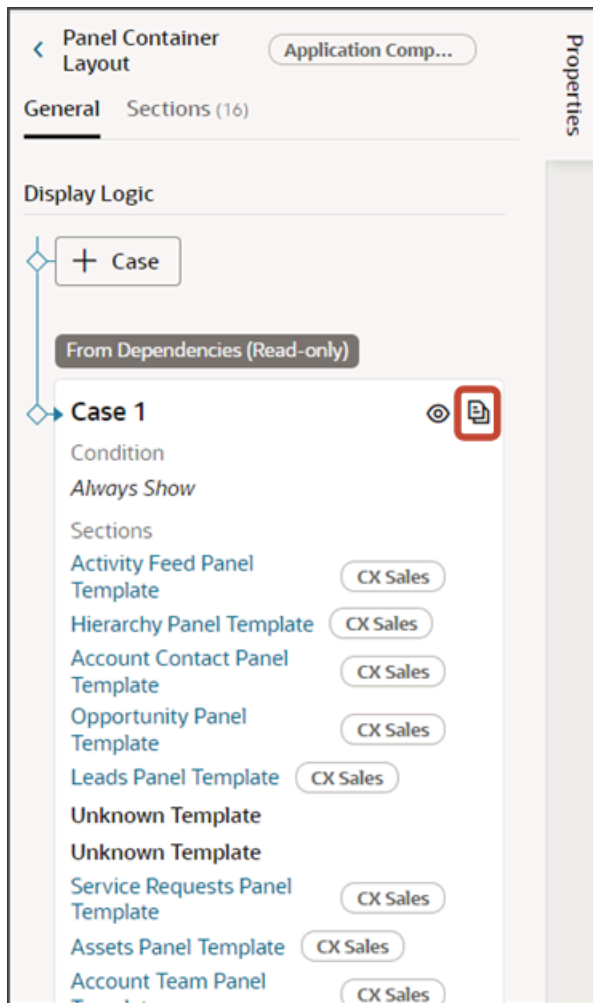 Panel Container
Layout
Application Comp...
Properties
General Sections (16)
Display Logic
+ Case
From Dependencies (Read-only)
Case 1
Condition
Always Show
Sections
Activity Feed Panel
Template
CX Sales
Hierarchy Panel Template CX Sales
Account Contact Panel
Template
CX Sales
Opportunity Panel
Template
CX Sales
Leads Panel Template CX Sales
Unknown Template
Unknown Template
Service Requests Panel
Template
CX Sales
Assets Panel Template CX Sales
Account Team Panel
CX Sales